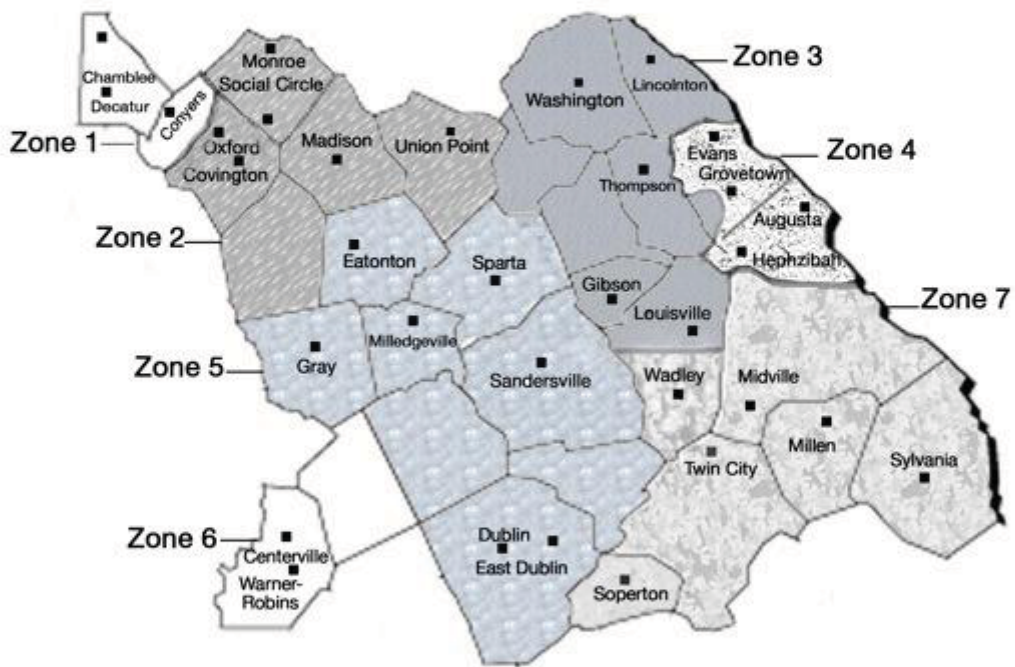 Zone 3
Monroe
Social Circle
Lincolnton
Chamblee
Decatur
Washington
Conyers
Zone 1
Oxford
Covington
Madison
Union Point
Evans
Zone 4
Grovetown
Thompson
Augusta
Zone 2
Eatonton
Sparta
Hephzibah
Gibson
Zone 7
Louisville
Milledgeville
Zone 5
Gray
Sandersville
Wadley
Midville
Millen
Twin City
Sylvania
Zone 6
Centerville
Warner-
Robins
Dublin
East Dublin
Soperton